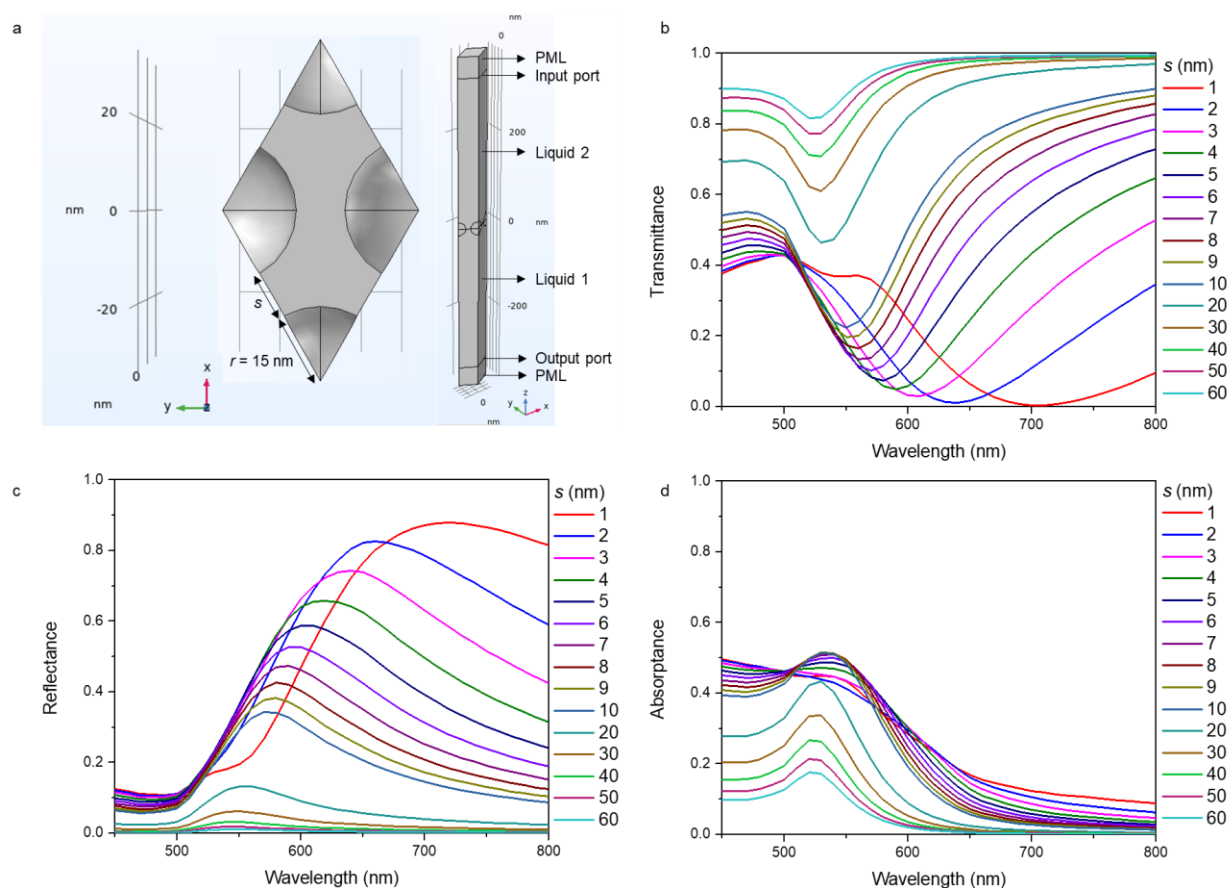 a
nm
20
0
-20
0
nm
nm
s
r = 15 nm
x
y
z
nm
0
PML
Input port
200
Liquid 2
0
nm
Liquid 1
-200
Output port
PML
0
nm
z
y
x
b
1.0
0.8
0.6
0.4
0.2
0.0
Transmittance
500
600
700
800
Wavelength (nm)
s (nm)
1
2
3
4
5
6
7
8
9
10
20
30
40
50
60
c
1.0
0.8
0.6
0.4
0.2
0.0
Reflectance
500
600
700
800
Wavelength (nm)
s (nm)
1
2
3
4
5
6
7
8
9
10
20
30
40
50
60
d
1.0
0.8
0.6
0.4
0.2
0.0
Absorptance
500
600
700
800
Wavelength (nm)
s (nm)
1
2
3
4
5
6
7
8
9
10
20
30
40
50
60